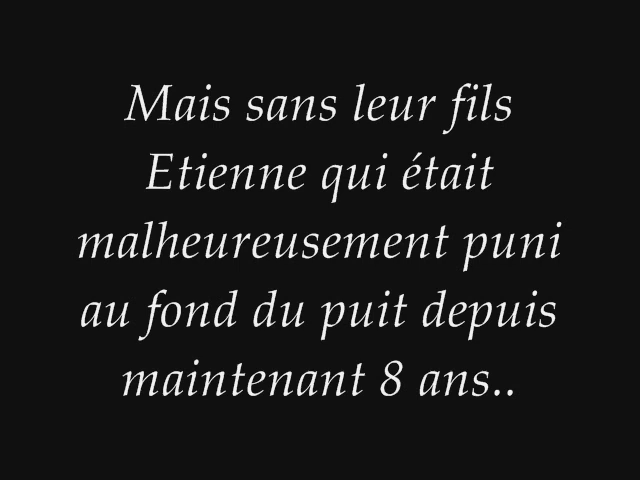 Mais sans leur fils
Etienne qui était
malheureusement puni
au fond du puit depuis
maintenant 8 ans..